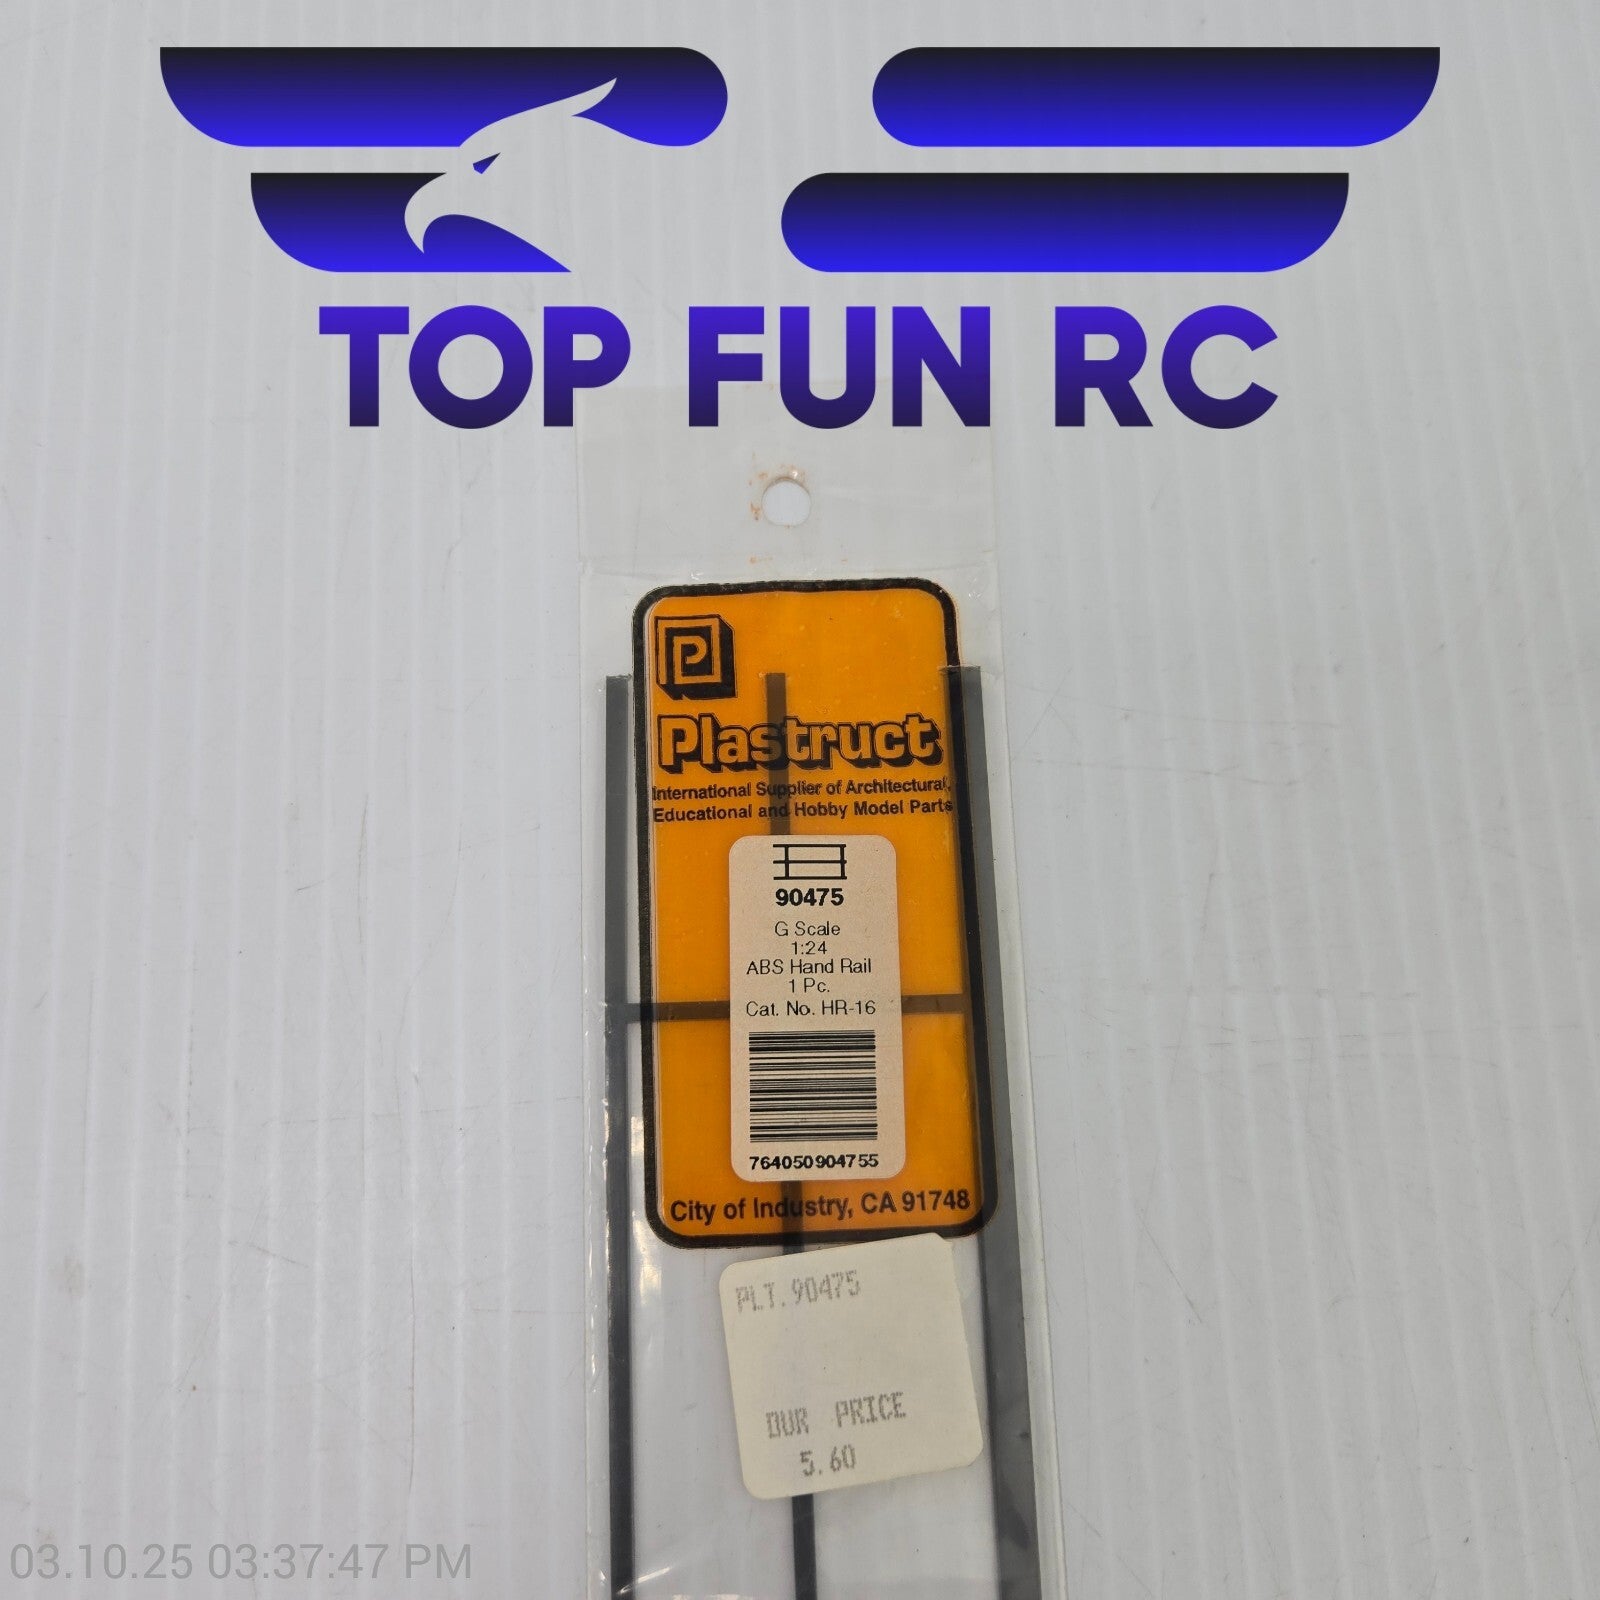 TOP FUN RC
P
Plastruct
International Supplier of Architectural,
Educational and Hobby Model Parts
90475
G Scale
1:24
ABS Hand Rail
1 Pc.
Cat. No. HR-16
764050904755
City of Industry, CA 91748
PLT.90475
OUR PRICE
5.60
03.10.25 03:37:47 PM